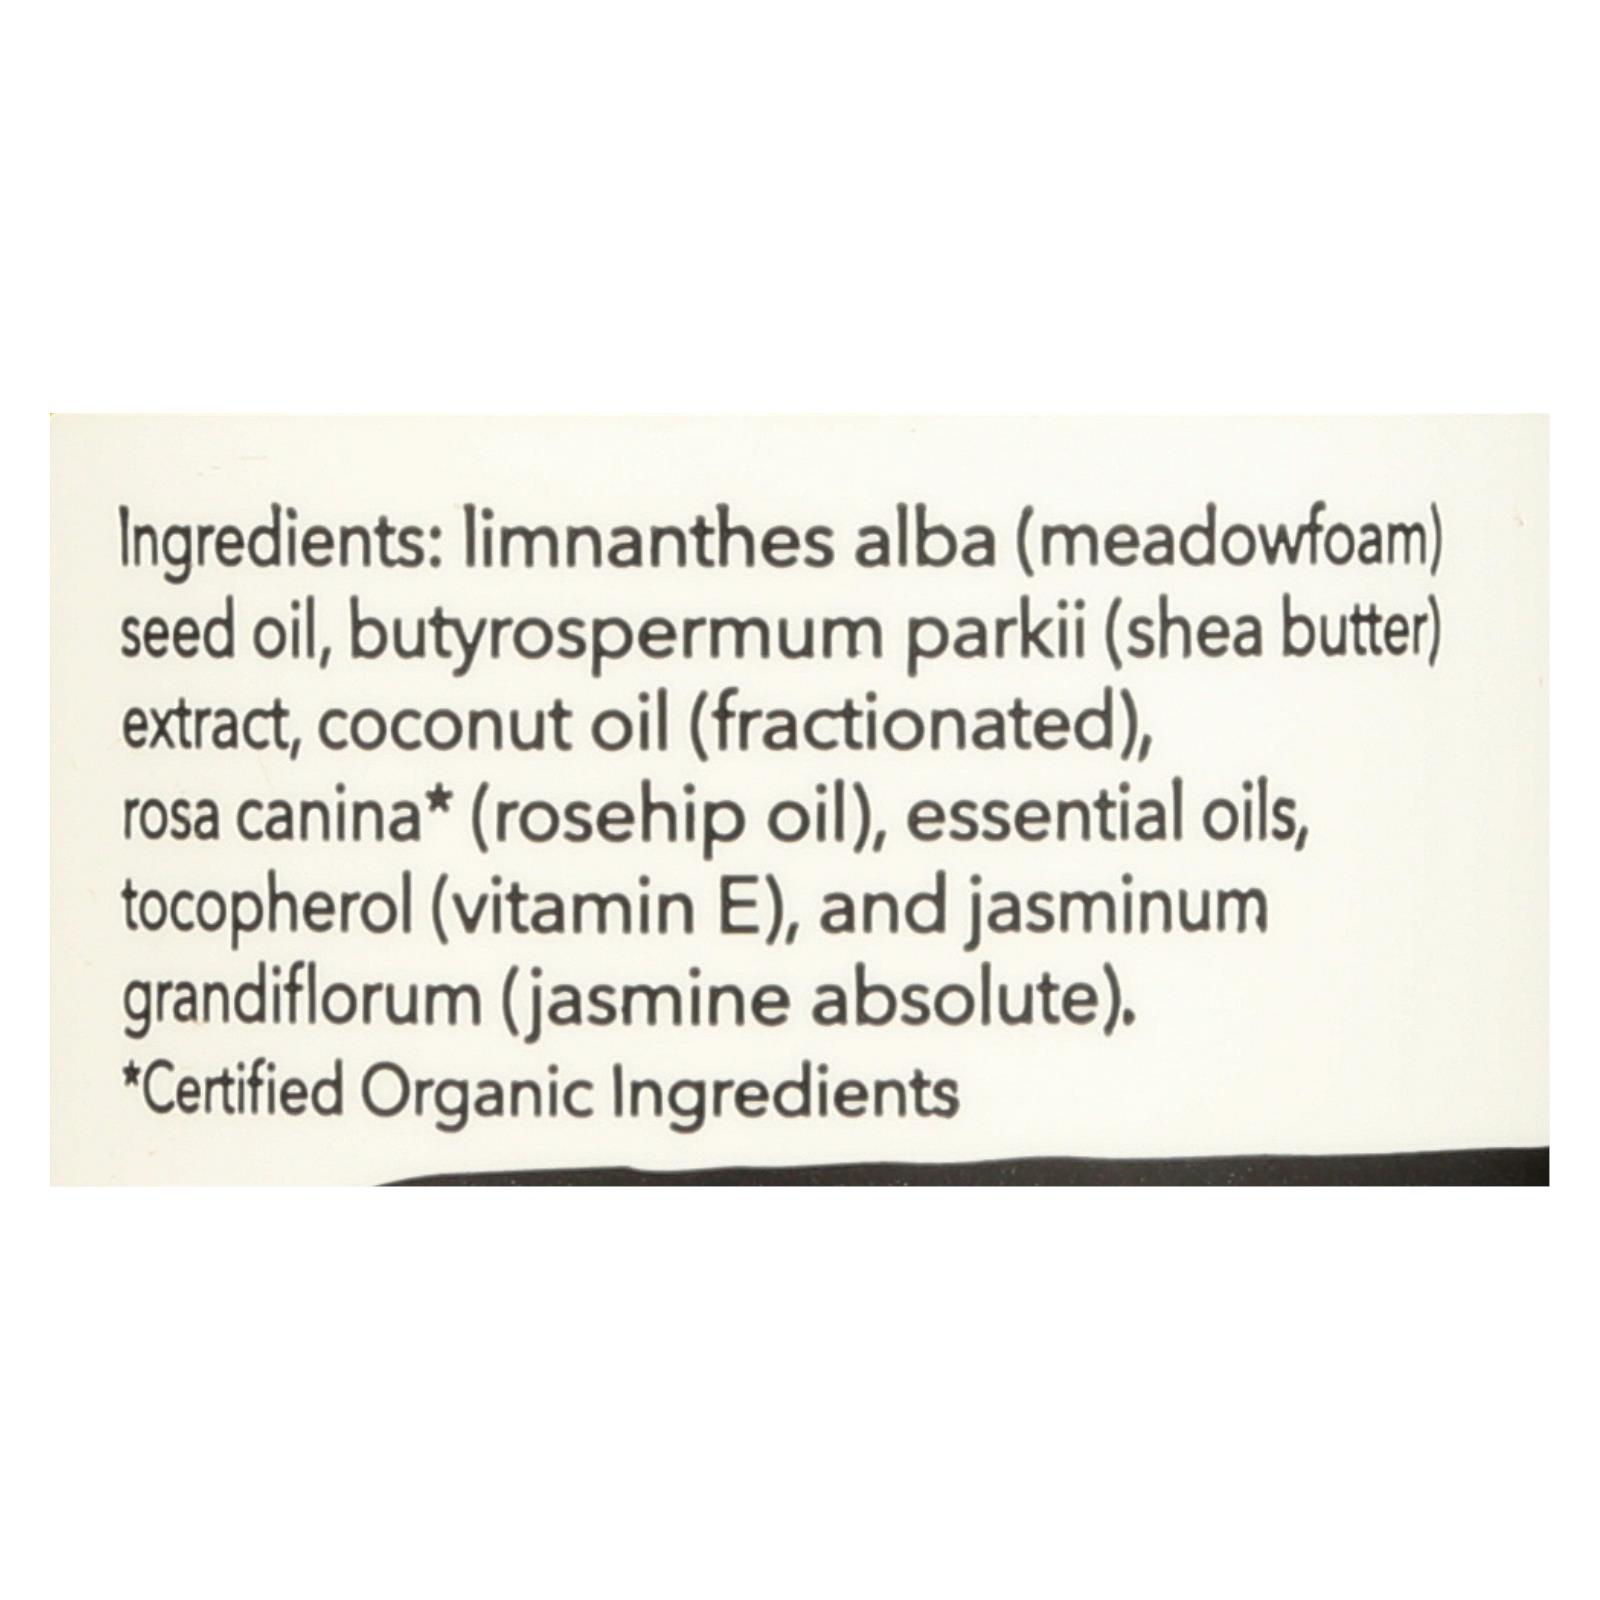 Ingredients: limnanthes alba (meadowfoam)
seed oil, butyrospermum parkii (shea butter)
extract, coconut oil (fractionated),
rosa canina* (rosehip oil), essential oils,
tocopherol (vitamin E), and jasminum
grandiflorum (jasmine absolute).
*Certified Organic Ingredients